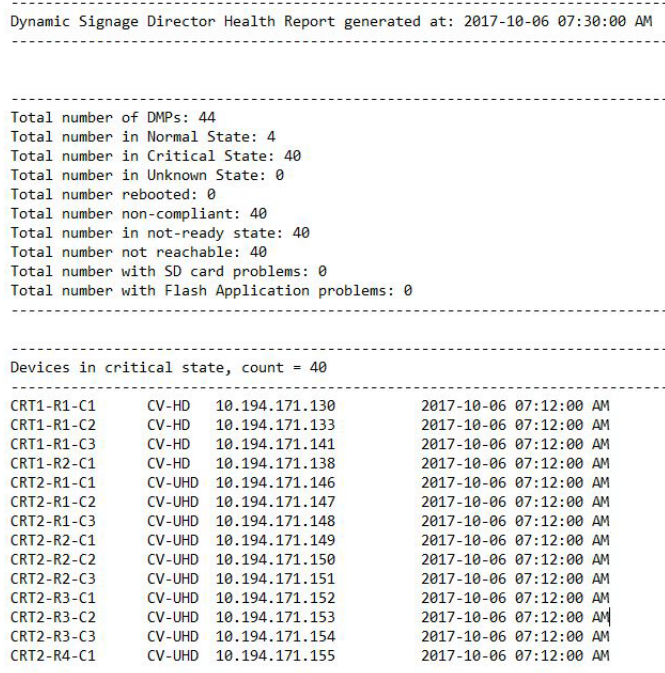 Dynamic Signage Director Health Report generated at: 2017-10-06 07:30:00 AM
Total number of DMPs: 44
Total number in Normal State: 4
Total number in Critical State: 40
Total number in Unknown State: 0
Total number rebooted: 0
Total number non-compliant: 40
Total number in not-ready state: 40
Total number not reachable: 40
Total number with SD card problems: 0
Total number with Flash Application problems: 0
Devices in critical state, count = 40
CRT1-R1-C1 CV-HD 10.194.171.130 2017-10-06 07:12:00 AM
CRT1-R1-C2 CV-HD 10.194.171.133 2017-10-06 07:12:00 AM
CRT1-R1-C3 CV-HD 10.194.171.141 2017-10-06 07:12:00 AM
CRT1-R2-C1 CV-HD 10.194.171.138 2017-10-06 07:12:00 AM
CRT2-R1-C1 CV-UHD 10.194.171.146 2017-10-06 07:12:00 AM
CRT2-R1-C2 CV-UHD 10.194.171.147 2017-10-06 07:12:00 AM
CRT2-R1-C3 CV-UHD 10.194.171.148 2017-10-06 07:12:00 AM
CRT2-R2-C1 CV-UHD 10.194.171.149 2017-10-06 07:12:00 AM
CRT2-R2-C2 CV-UHD 10.194.171.150 2017-10-06 07:12:00 AM
CRT2-R2-C3 CV-UHD 10.194.171.151 2017-10-06 07:12:00 AM
CRT2-R3-C1 CV-UHD 10.194.171.152 2017-10-06 07:12:00 AM
CRT2-R3-C2 CV-UHD 10.194.171.153 2017-10-06 07:12:00 AM
CRT2-R3-C3 CV-UHD 10.194.171.154 2017-10-06 07:12:00 AM
CRT2-R4-C1 CV-UHD 10.194.171.155 2017-10-06 07:12:00 AM